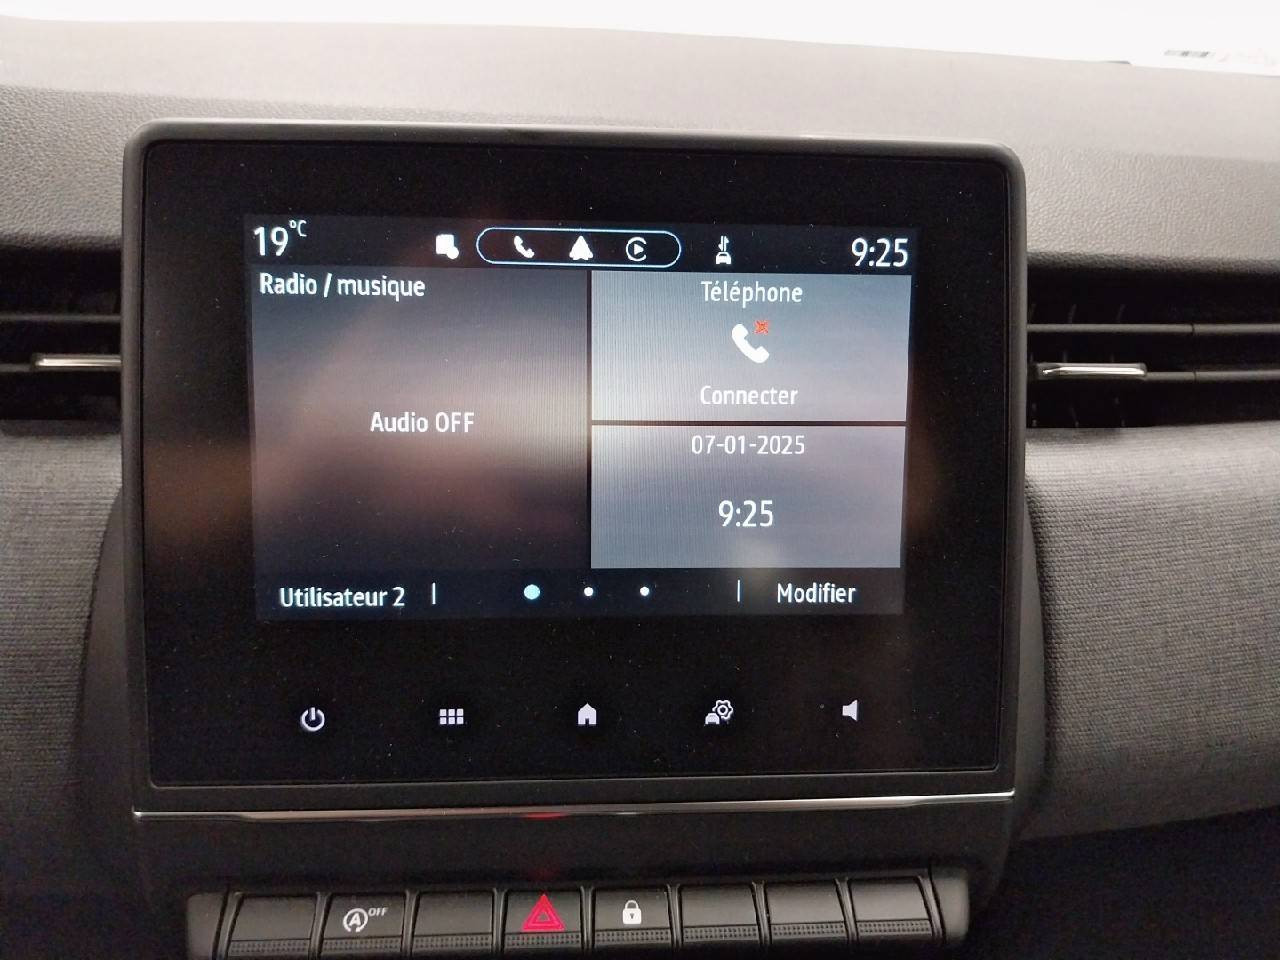 19°C
9:25
Radio / musique
Téléphone
Audio OFF
Connecter
07-01-2025
9:25
Utilisateur 2
Modifier
A OFF